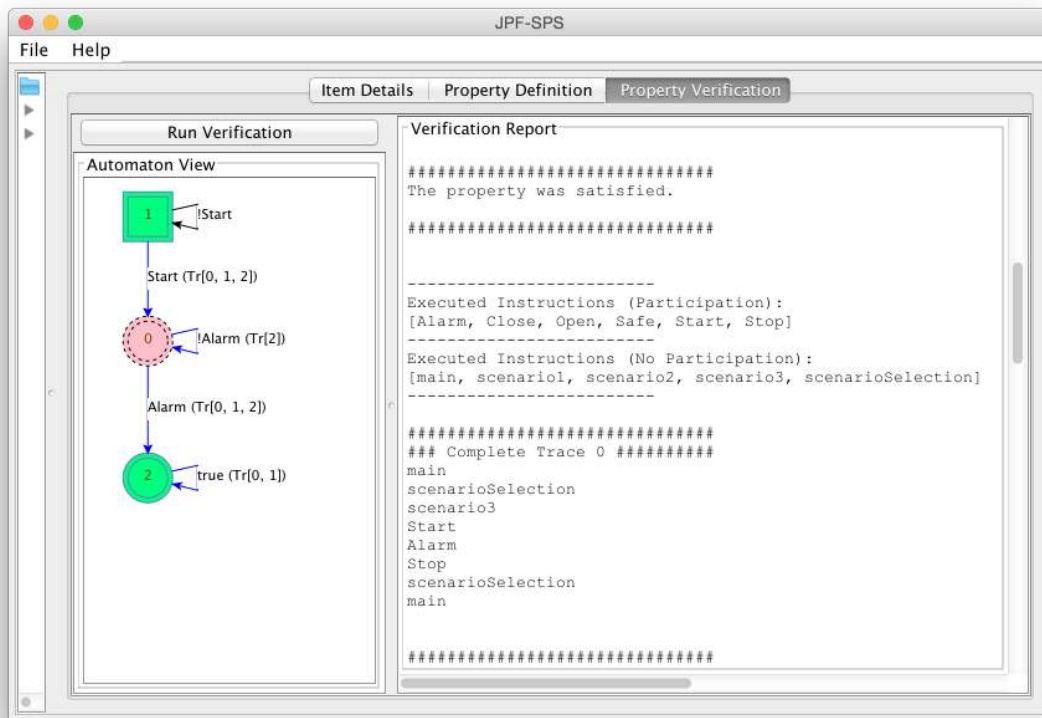 JPF-SPS
File Help
Item Details Property Definition Property Verification
Run Verification
Automaton View
1
!Start
Start (Tr[0, 1, 2])
0
!Alarm (Tr[2])
Alarm (Tr[0, 1, 2])
2
true (Tr[0, 1])
Verification Report
###############################
The property was satisfied.
###############################
-------------------------
Executed Instructions (Participation):
[Alarm, Close, Open, Safe, Start, Stop]
-------------------------
Executed Instructions (No Participation):
[main, scenario1, scenario2, scenario3, scenarioSelection]
-------------------------
###############################
### Complete Trace 0 ##########
main
scenarioSelection
scenario3
Start
Alarm
Stop
scenarioSelection
main
###############################